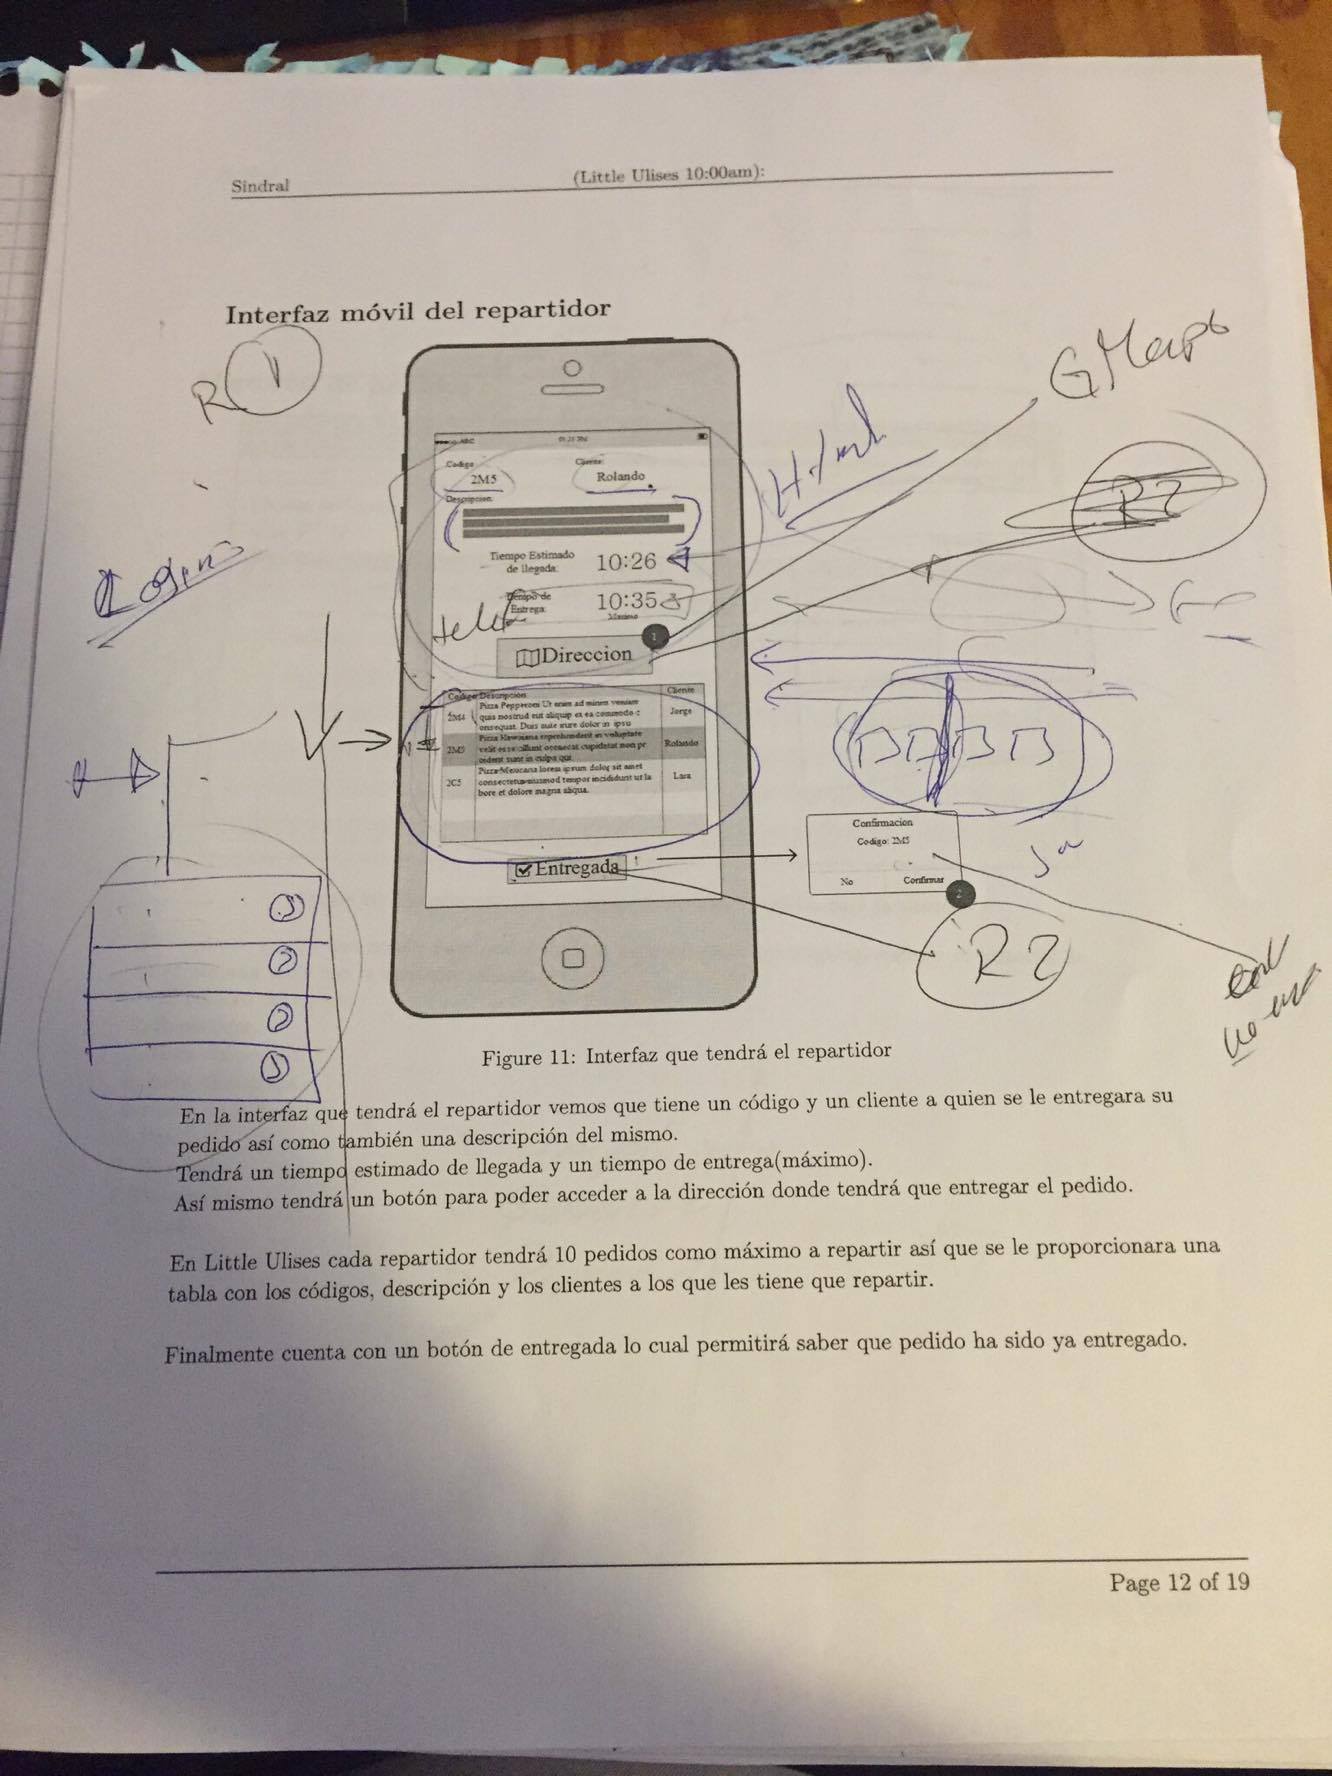 Sindral
(Little Ulises 10:00am):
Interfaz móvil del repartidor
R 1
GMaps
Html
R2
Login
ABC
Codigo
Cliente:
2M5
Rolando
Descripcion:
Tiempo Estimado
de llegada:
10:26
Tiempo de
Entrega:
10:35
Maximo
1
Direccion
Codigo Descripcion Cliente
2M4 Pizza Pepperoni Ut enim ad minim veniam
quis nostrud
ex ea commodo c
onsequat. Duis aute irure dolor in ipsu
Jorge
2M5 Pizza Hawaiana reprehenderit in voluptate
velit esse cillum occaecat cupidatat non pr
oident sunt in culpa qui
Rolando
2C5 Pizza Mexicana lorem ipsum dolor sit amet
consectetur eiusmod tempor incididunt ut la
bore et dolore magna aliqua.
Lara
Entregada
Confirmacion
Codigo: 2M5
No Confirmar
2
R2
Figure 11: Interfaz que tendrá el repartidor
En la interfaz que tendrá el repartidor vemos que tiene un código y un cliente a quien se le entregara su
pedido así como también una descripción del mismo.
Tendrá un tiempo estimado de llegada y un tiempo de entrega(máximo).
Así mismo tendrá un botón para poder acceder a la dirección donde tendrá que entregar el pedido.
En Little Ulises cada repartidor tendrá 10 pedidos como máximo a repartir así que se le proporcionara una
tabla con los códigos, descripción y los clientes a los que les tiene que repartir.
Finalmente cuenta con un botón de entregada lo cual permitirá saber que pedido ha sido ya entregado.
Page 12 of 19